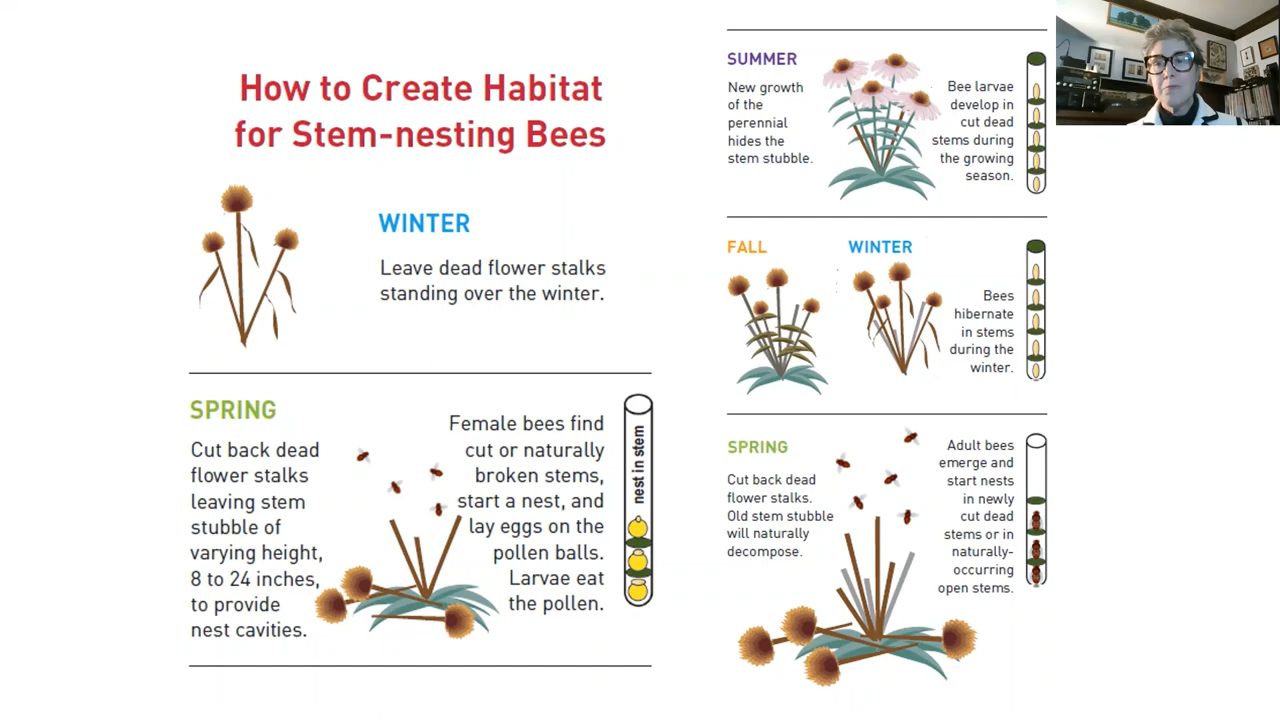 How to Create Habitat
for Stem-nesting Bees
WINTER
Leave dead flower stalks
standing over the winter.
SPRING
Cut back dead
flower stalks
leaving stem
stubble of
varying height,
8 to 24 inches,
to provide
nest cavities.
Female bees find
cut or naturally
broken stems,
start a nest, and
lay eggs on the
pollen balls.
Larvae eat
the pollen.
nest in stem
SUMMER
New growth
of the
perennial
hides the
stem stubble.
Bee larvae
develop in
cut dead
stems during
the growing
season.
FALL
WINTER
Bees
hibernate
in stems
during the
winter.
SPRING
Cut back dead
flower stalks.
Old stem stubble
will naturally
decompose.
Adult bees
emerge and
start nests
in newly
cut dead
stems or in
naturally-
occurring
open stems.